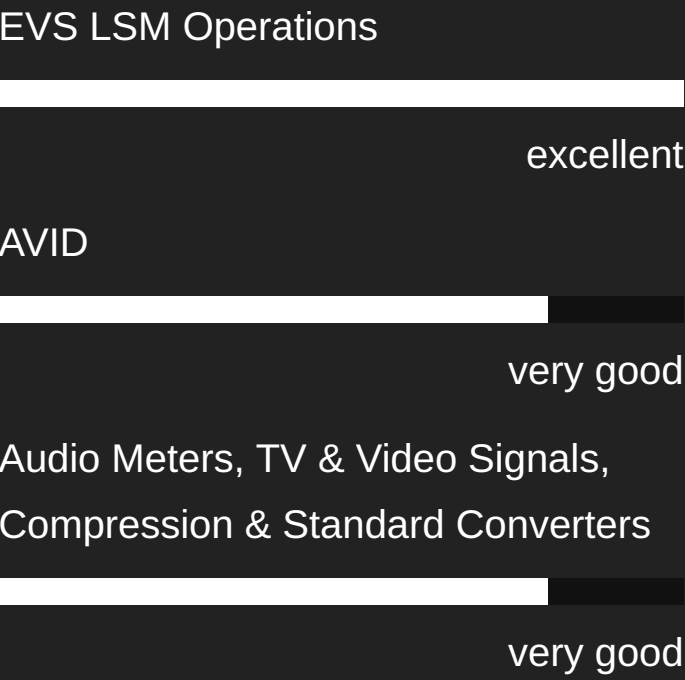 EVS LSM Operations
excellent
AVID
very good
Audio Meters, TV & Video Signals,
Compression & Standard Converters
very good